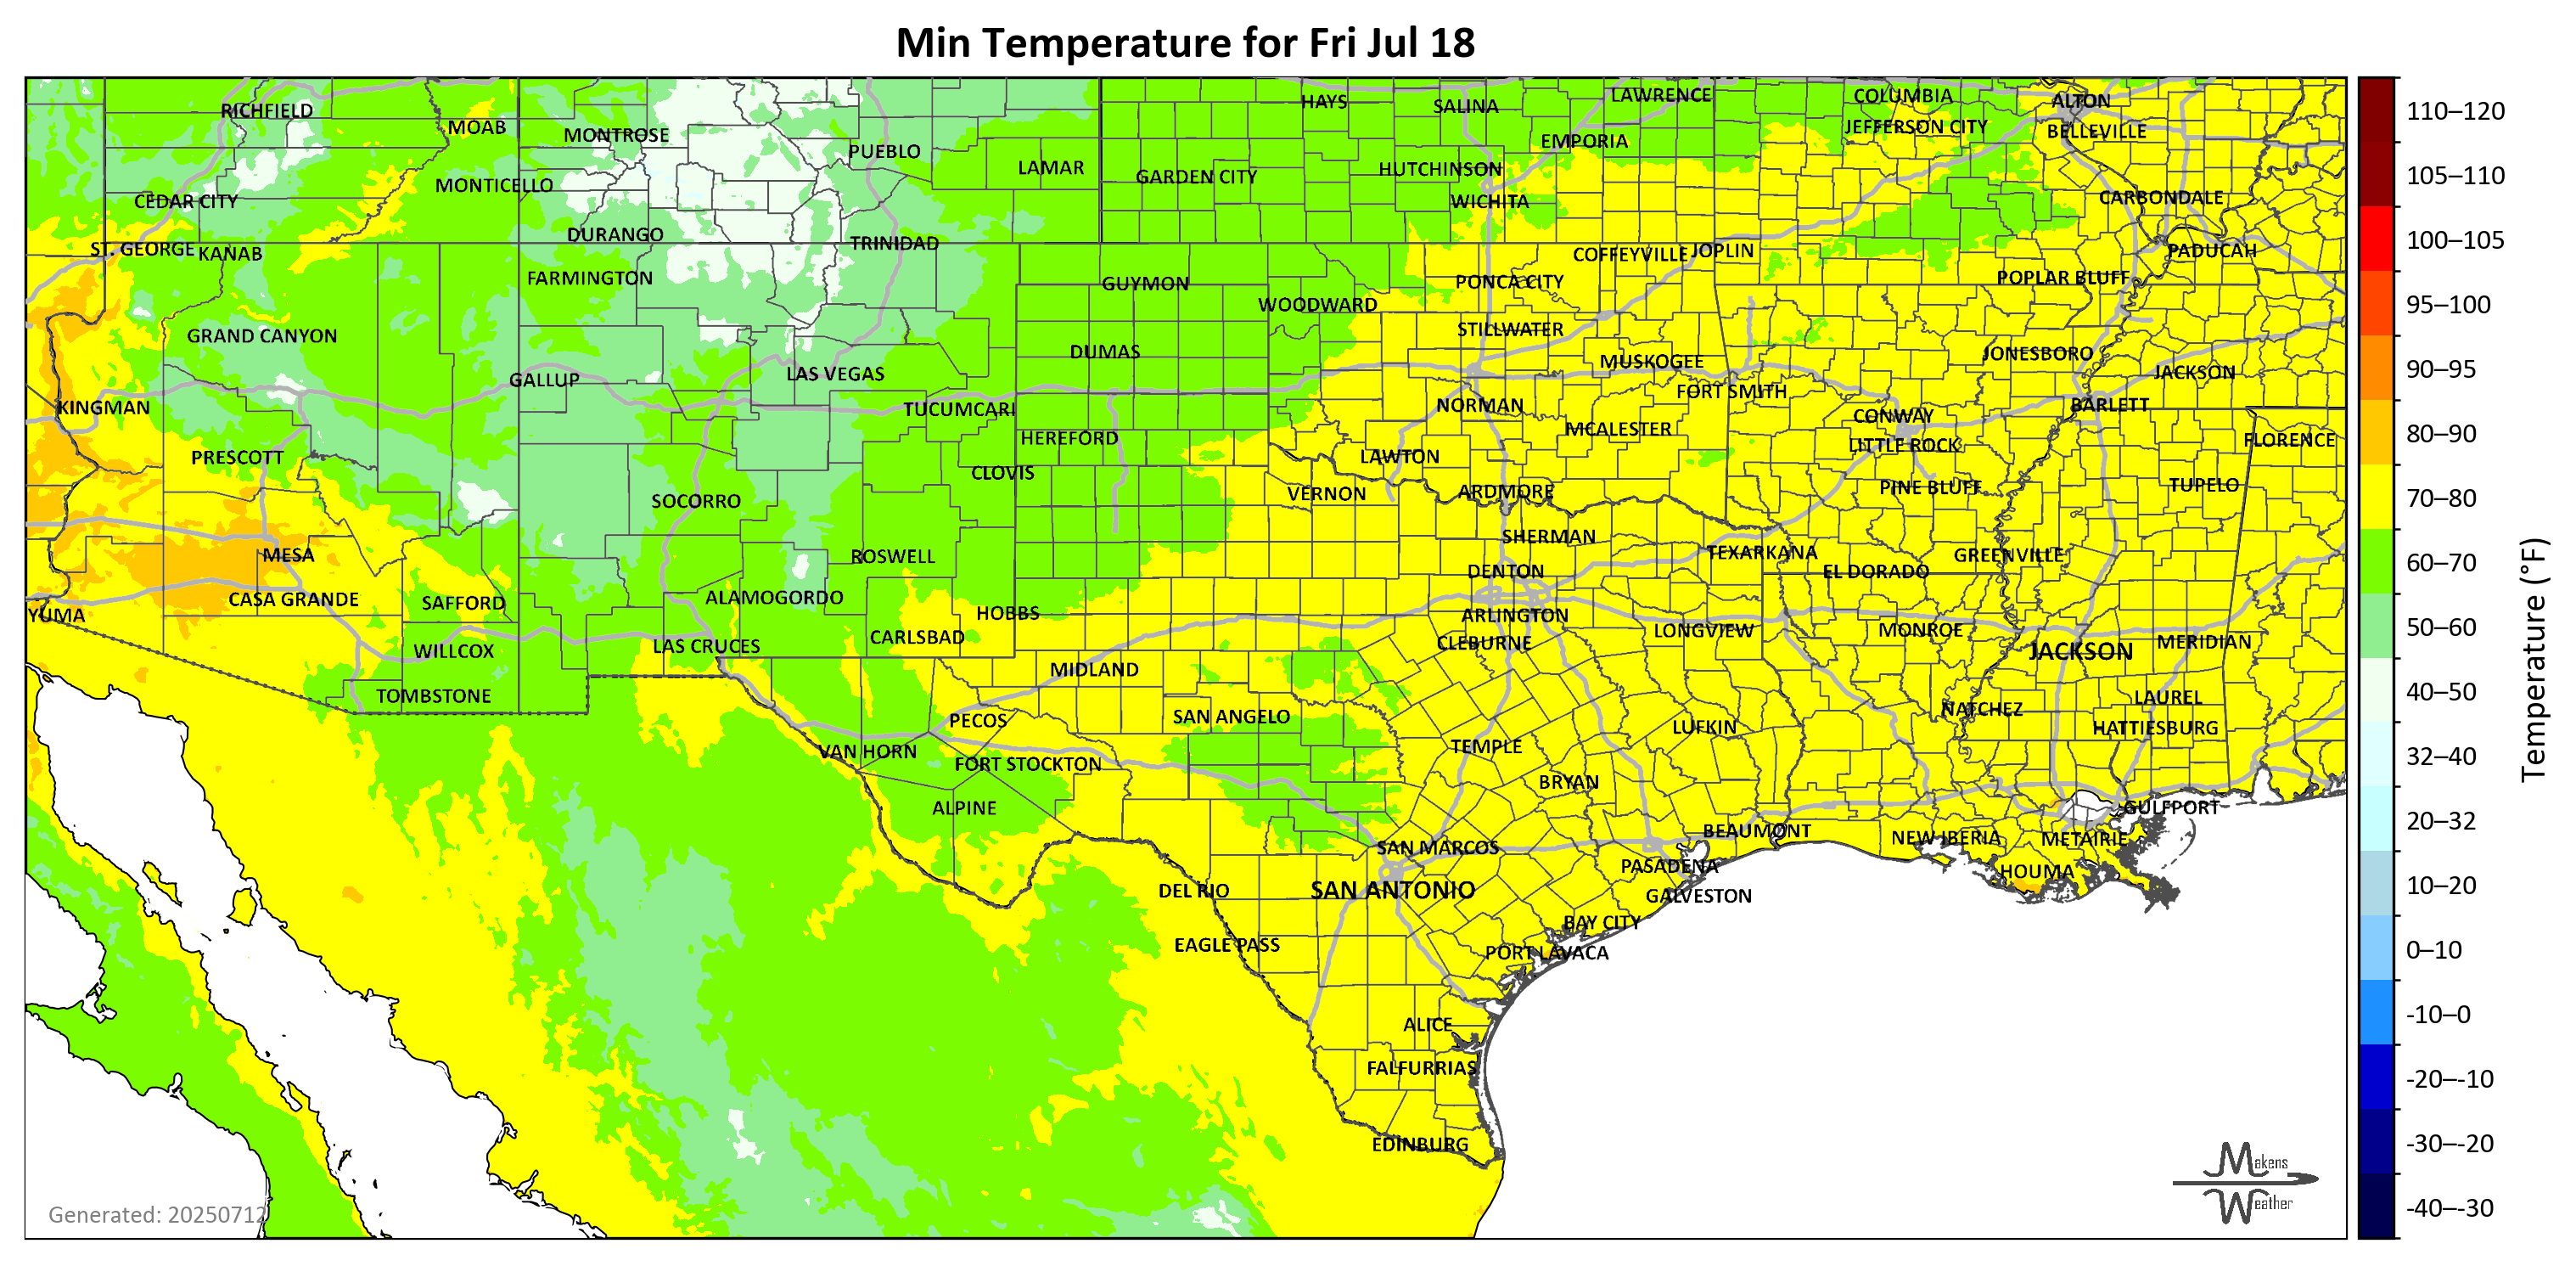 Min Temperature for Fri Jul 18
RICHFIELD
MOAB
MONTROSE
PUEBLO
LAMAR
HAYS
SALINA
LAWRENCE
COLUMBIA
ALTON
JEFFERSON CITY
BELLEVILLE
EMPORIA
HUTCHINSON
GARDEN CITY
MONTICELLO
CEDAR CITY
WICHITA
CARBONDALE
DURANGO
TRINIDAD
ST. GEORGE
KANAB
COFFEYVILLE
JOPLIN
PADUCAH
FARMINGTON
GUYMON
PONCA CITY
POPLAR BLUFF
WOODWARD
GRAND CANYON
STILLWATER
DUMAS
JONESBORO
MUSKOGEE
JACKSON
GALLUP
LAS VEGAS
FORT SMITH
KINGMAN
TUCUMCARI
NORMAN
BARLETT
CONWAY
HEREFORD
MCALESTER
LITTLE ROCK
FLORENCE
PRESCOTT
LAWTON
CLOVIS
SOCORRO
VERNON
ARDMORE
PINE BLUFF
TUPELO
SHERMAN
MESA
ROSWELL
TEXARKANA
GREENVILLE
DENTON
EL DORADO
CASA GRANDE
SAFFORD
ALAMOGORDO
YUMA
HOBBS
ARLINGTON
CARLSBAD
LONGVIEW
MONROE
MERIDIAN
WILLCOX
LAS CRUCES
CLEBURNE
JACKSON
MIDLAND
TOMBSTONE
LAUREL
PECOS
SAN ANGELO
NATCHEZ
HATTIESBURG
LUFKIN
VAN HORN
TEMPLE
FORT STOCKTON
BRYAN
ALPINE
GULFPORT
BEAUMONT
NEW IBERIA
METAIRIE
SAN MARCOS
PASADENA
HOUMA
DEL RIO
SAN ANTONIO
GALVESTON
BAY CITY
EAGLE PASS
PORT LAVACA
ALICE
FALFURRIAS
EDINBURG
Generated: 20250712
Makens
Weather
110–120
105–110
100–105
95–100
90–95
80–90
70–80
60–70
50–60
40–50
32–40
20–32
10–20
0–10
-10–0
-20–-10
-30–-20
-40–-30
Temperature (°F)